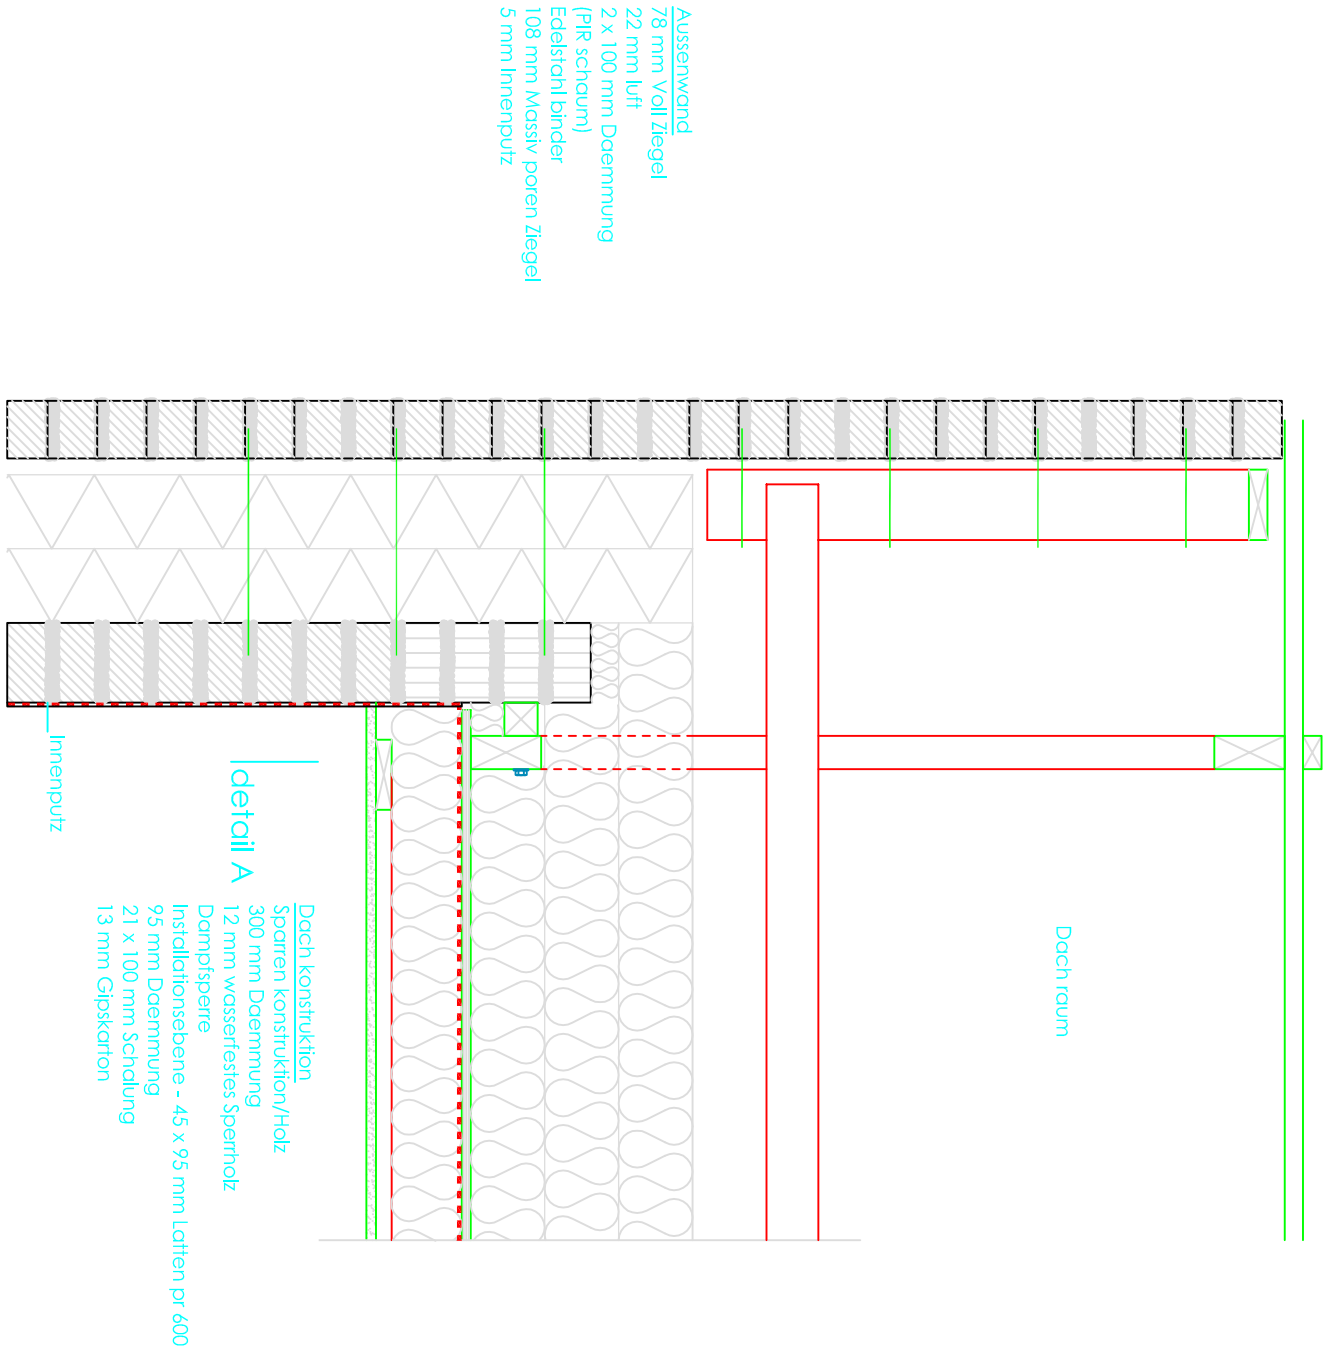 Aussenwand
78 mm Voll Ziegel
22 mm luft
2 x 100 mm Daemmung
(PIR schaum)
Edelstahl binder
108 mm Massiv poren Ziegel
5 mm Innenputz
Dach raum
Dach konstruktion
Sparren konstruktion/Holz
300 mm Daemmung
12 mm wasserfestes Sperrholz
Dampfsperre
Installationsebene - 45 x 95 mm Latten pr 600
95 mm Daemmung
21 x 100 mm Schalung
13 mm Gipskarton
detail A
Innenputz